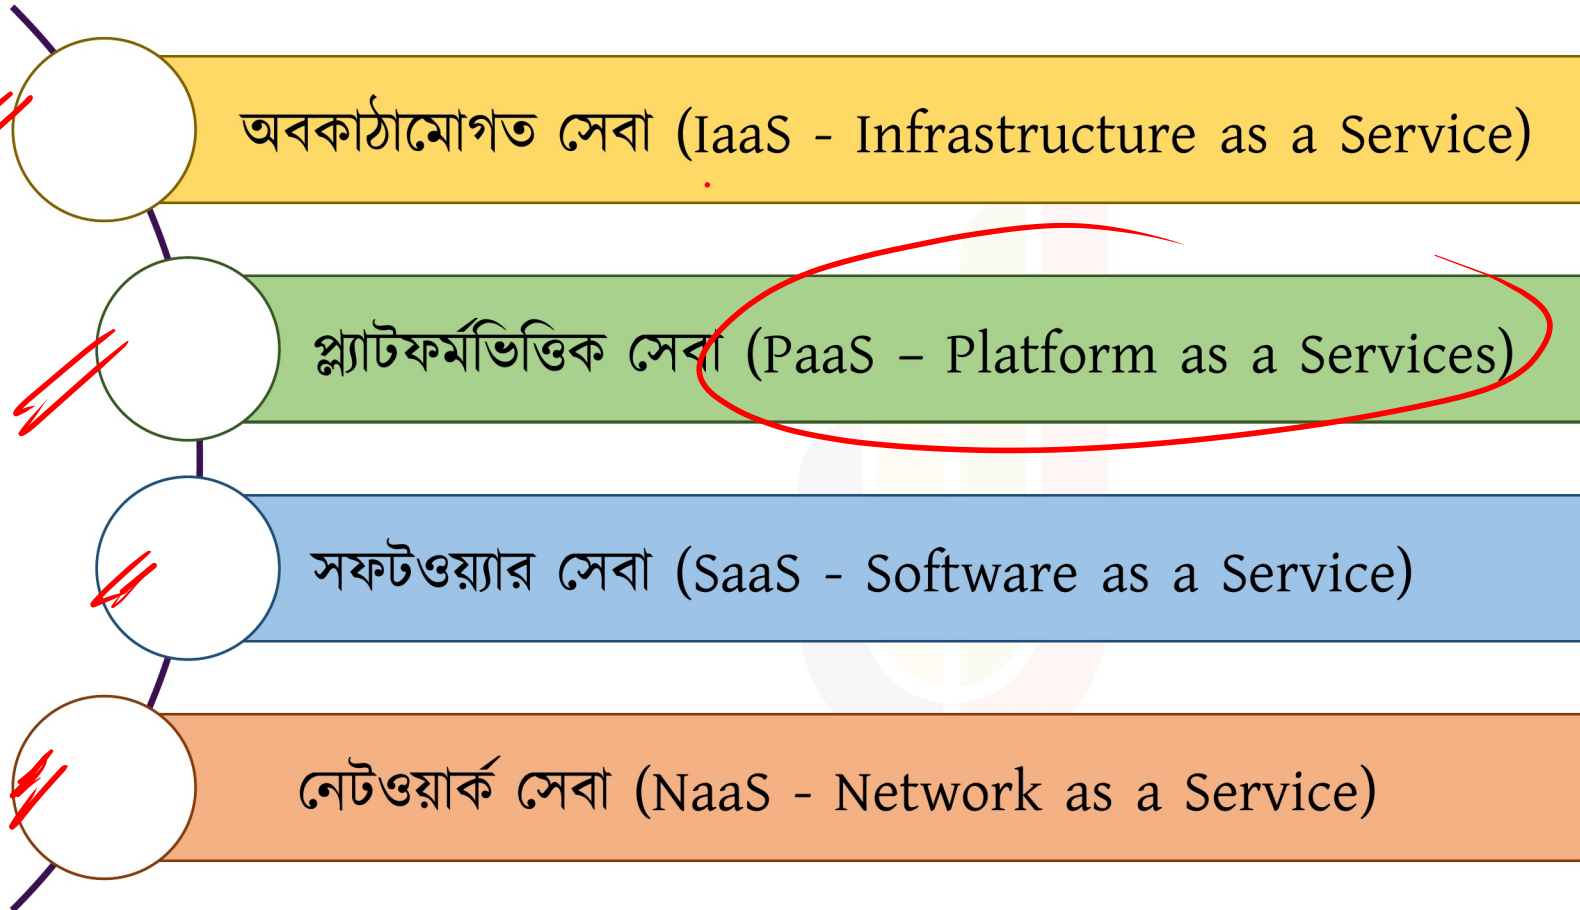 অবকাঠামোগত সেবা (IaaS - Infrastructure as a Service)
প্ল্যাটফর্মভিত্তিক সেবা (PaaS – Platform as a Services)
সফটওয়্যার সেবা (SaaS - Software as a Service)
নেটওয়ার্ক সেবা (NaaS - Network as a Service)